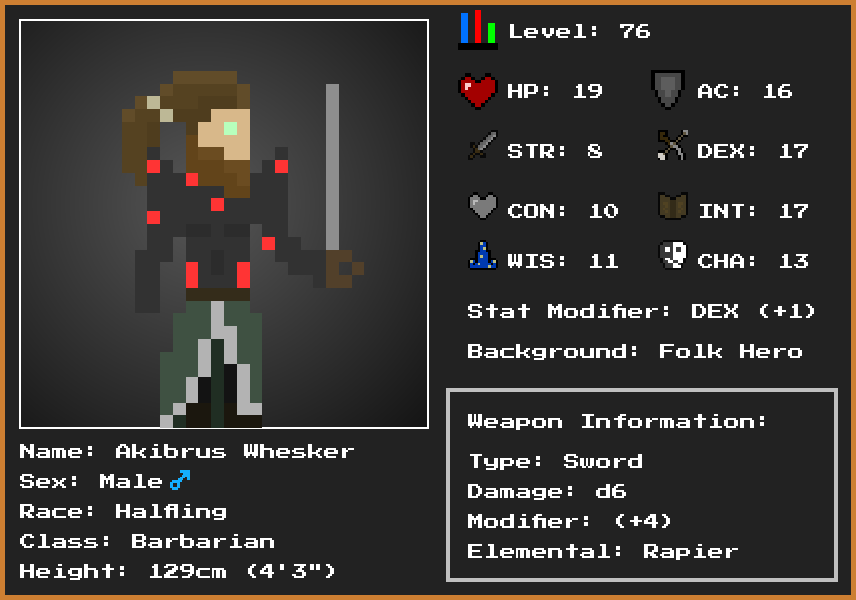 Level: 76
HP: 19 AC: 16
STR: 8 DEX: 17
CON: 10 INT: 17
WIS: 11 CHA: 13
Stat Modifier: DEX (+1)
Background: Folk Hero
Weapon Information:
Type: Sword
Damage: d6
Modifier: (+4)
Elemental: Rapier
Name: Akibrus Whesker
Sex: Male ♂
Race: Halfling
Class: Barbarian
Height: 129cm (4'3")